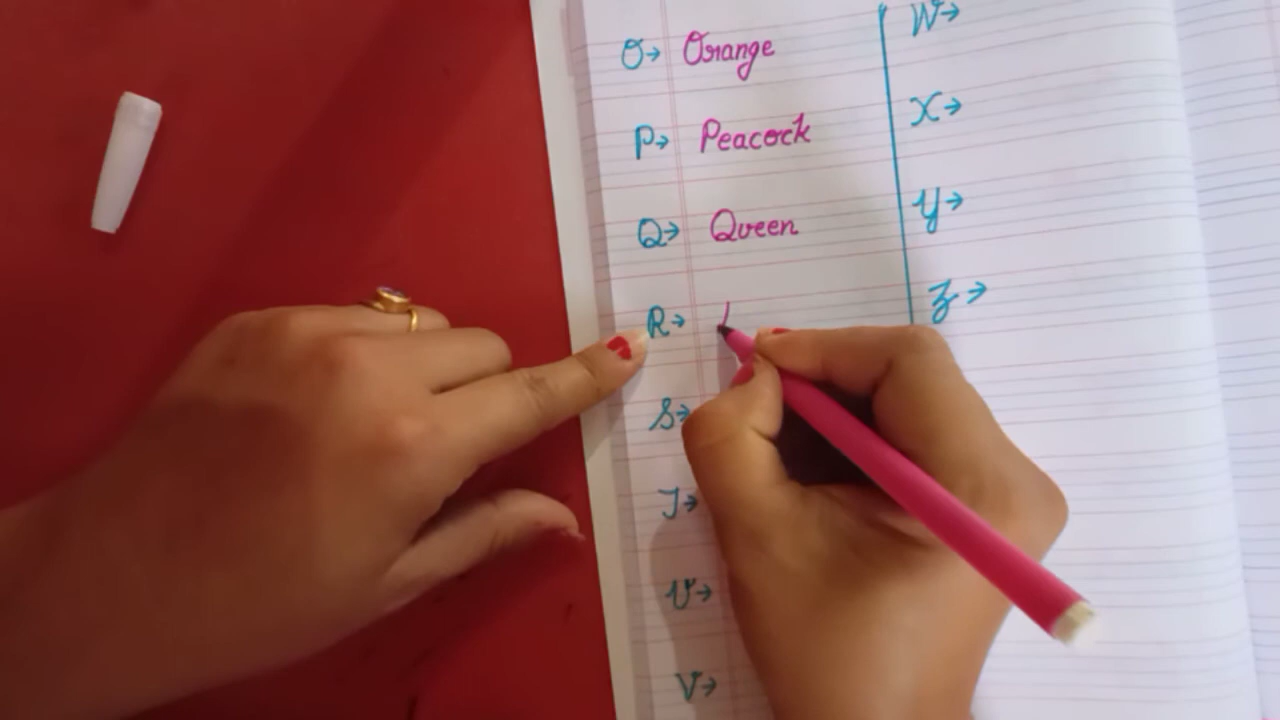 O→ Orange
P→ Peacock
Q→ Queen
R→
S→
T→
U→
V→
W→
X→
Y→
Z→